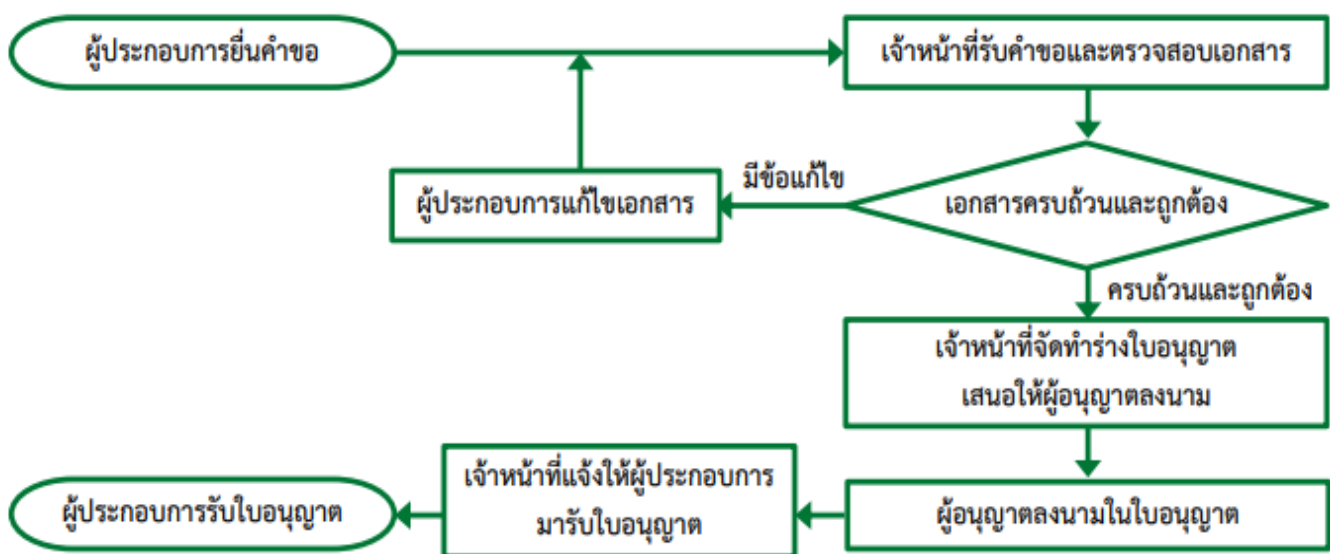 ผู้ประกอบการยื่นคำขอ
เจ้าหน้าที่รับคำขอและตรวจสอบเอกสาร
มีข้อแก้ไข
ผู้ประกอบการแก้ไขเอกสาร
เอกสารครบถ้วนและถูกต้อง
ครบถ้วนและถูกต้อง
เจ้าหน้าที่จัดทำร่างใบอนุญาต
เสนอให้ผู้อนุญาตลงนาม
เจ้าหน้าที่แจ้งให้ผู้ประกอบการ
มารับใบอนุญาต
ผู้ประกอบการรับใบอนุญาต
ผู้อนุญาตลงนามในใบอนุญาต